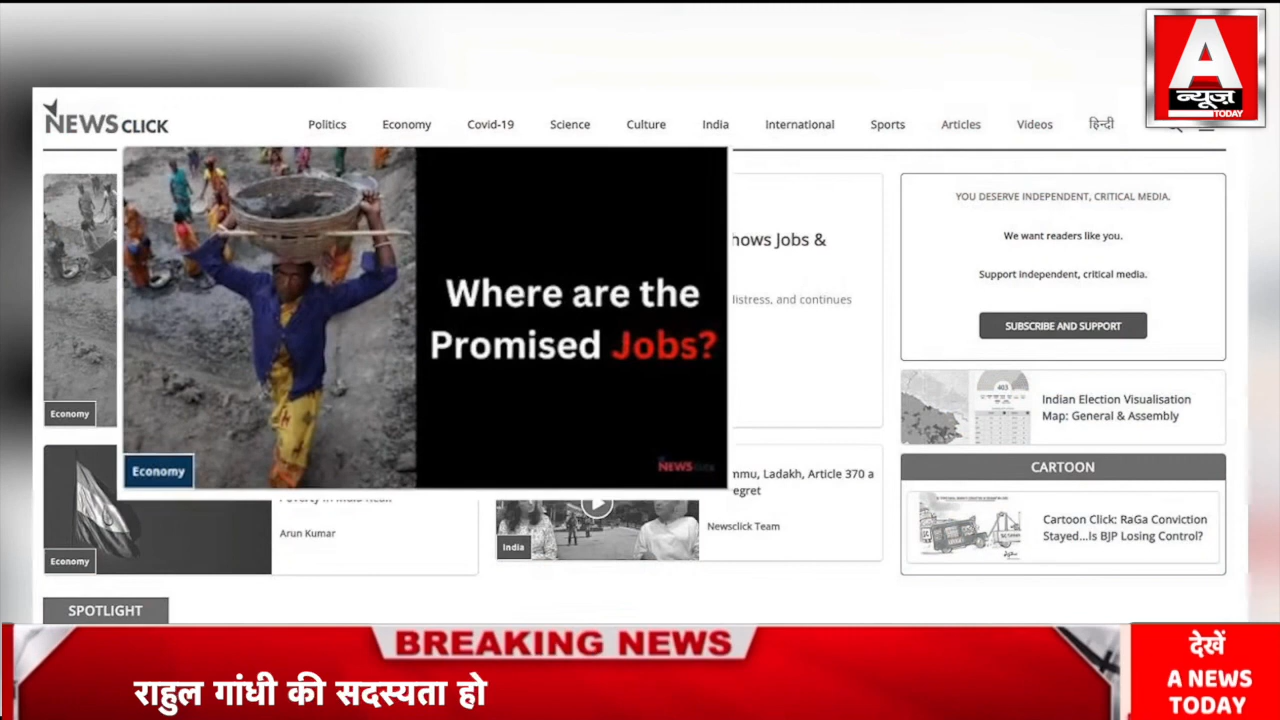 A
न्यूज़
TODAY
NEWSCLICK
Politics Economy Covid-19 Science Culture India International Sports Articles Videos हिन्दी
Where are the
Promised Jobs?
NEWSCLICK
Economy
Economy
hows Jobs &
listress, and continues
YOU DESERVE INDEPENDENT, CRITICAL MEDIA.
We want readers like you.
Support independent, critical media.
SUBSCRIBE AND SUPPORT
403
Indian Election Visualisation
Map: General & Assembly
CARTOON
Cartoon Click: RaGa Conviction
Stayed...Is BJP Losing Control?
Arun Kumar
Economy
mmu, Ladakh, Article 370 a
egret
Newsclick Team
India
SPOTLIGHT
BREAKING NEWS
राहुल गांधी की सदस्यता हो
देखें
A NEWS
TODAY